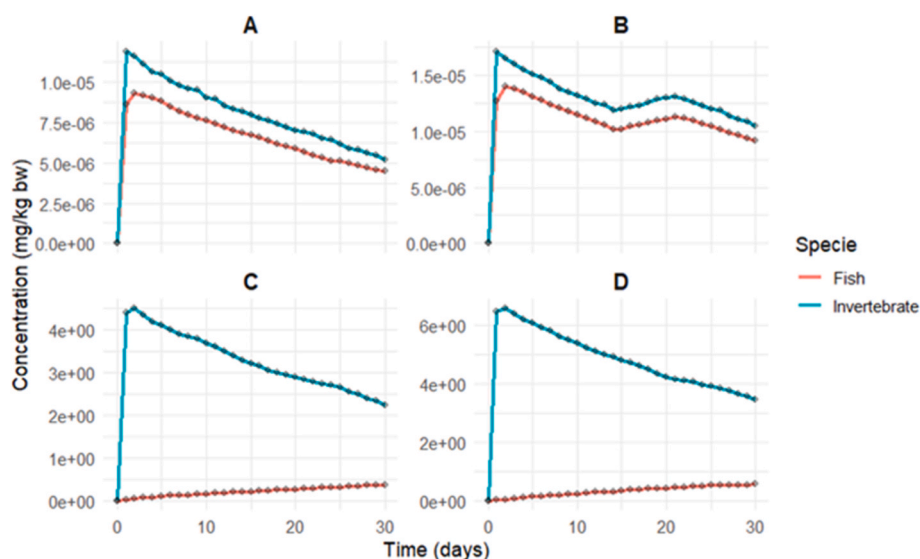 A
B
1.0e-05
7.5e-06
5.0e-06
2.5e-06
0.0e+00
1.5e-05
1.0e-05
5.0e-06
0.0e+00
Concentration (mg/kg bw)
Specie
Fish
Invertebrate
C
D
4e+00
3e+00
2e+00
1e+00
0e+00
6e+00
4e+00
2e+00
0e+00
0 10 20 30
0 10 20 30
Time (days)